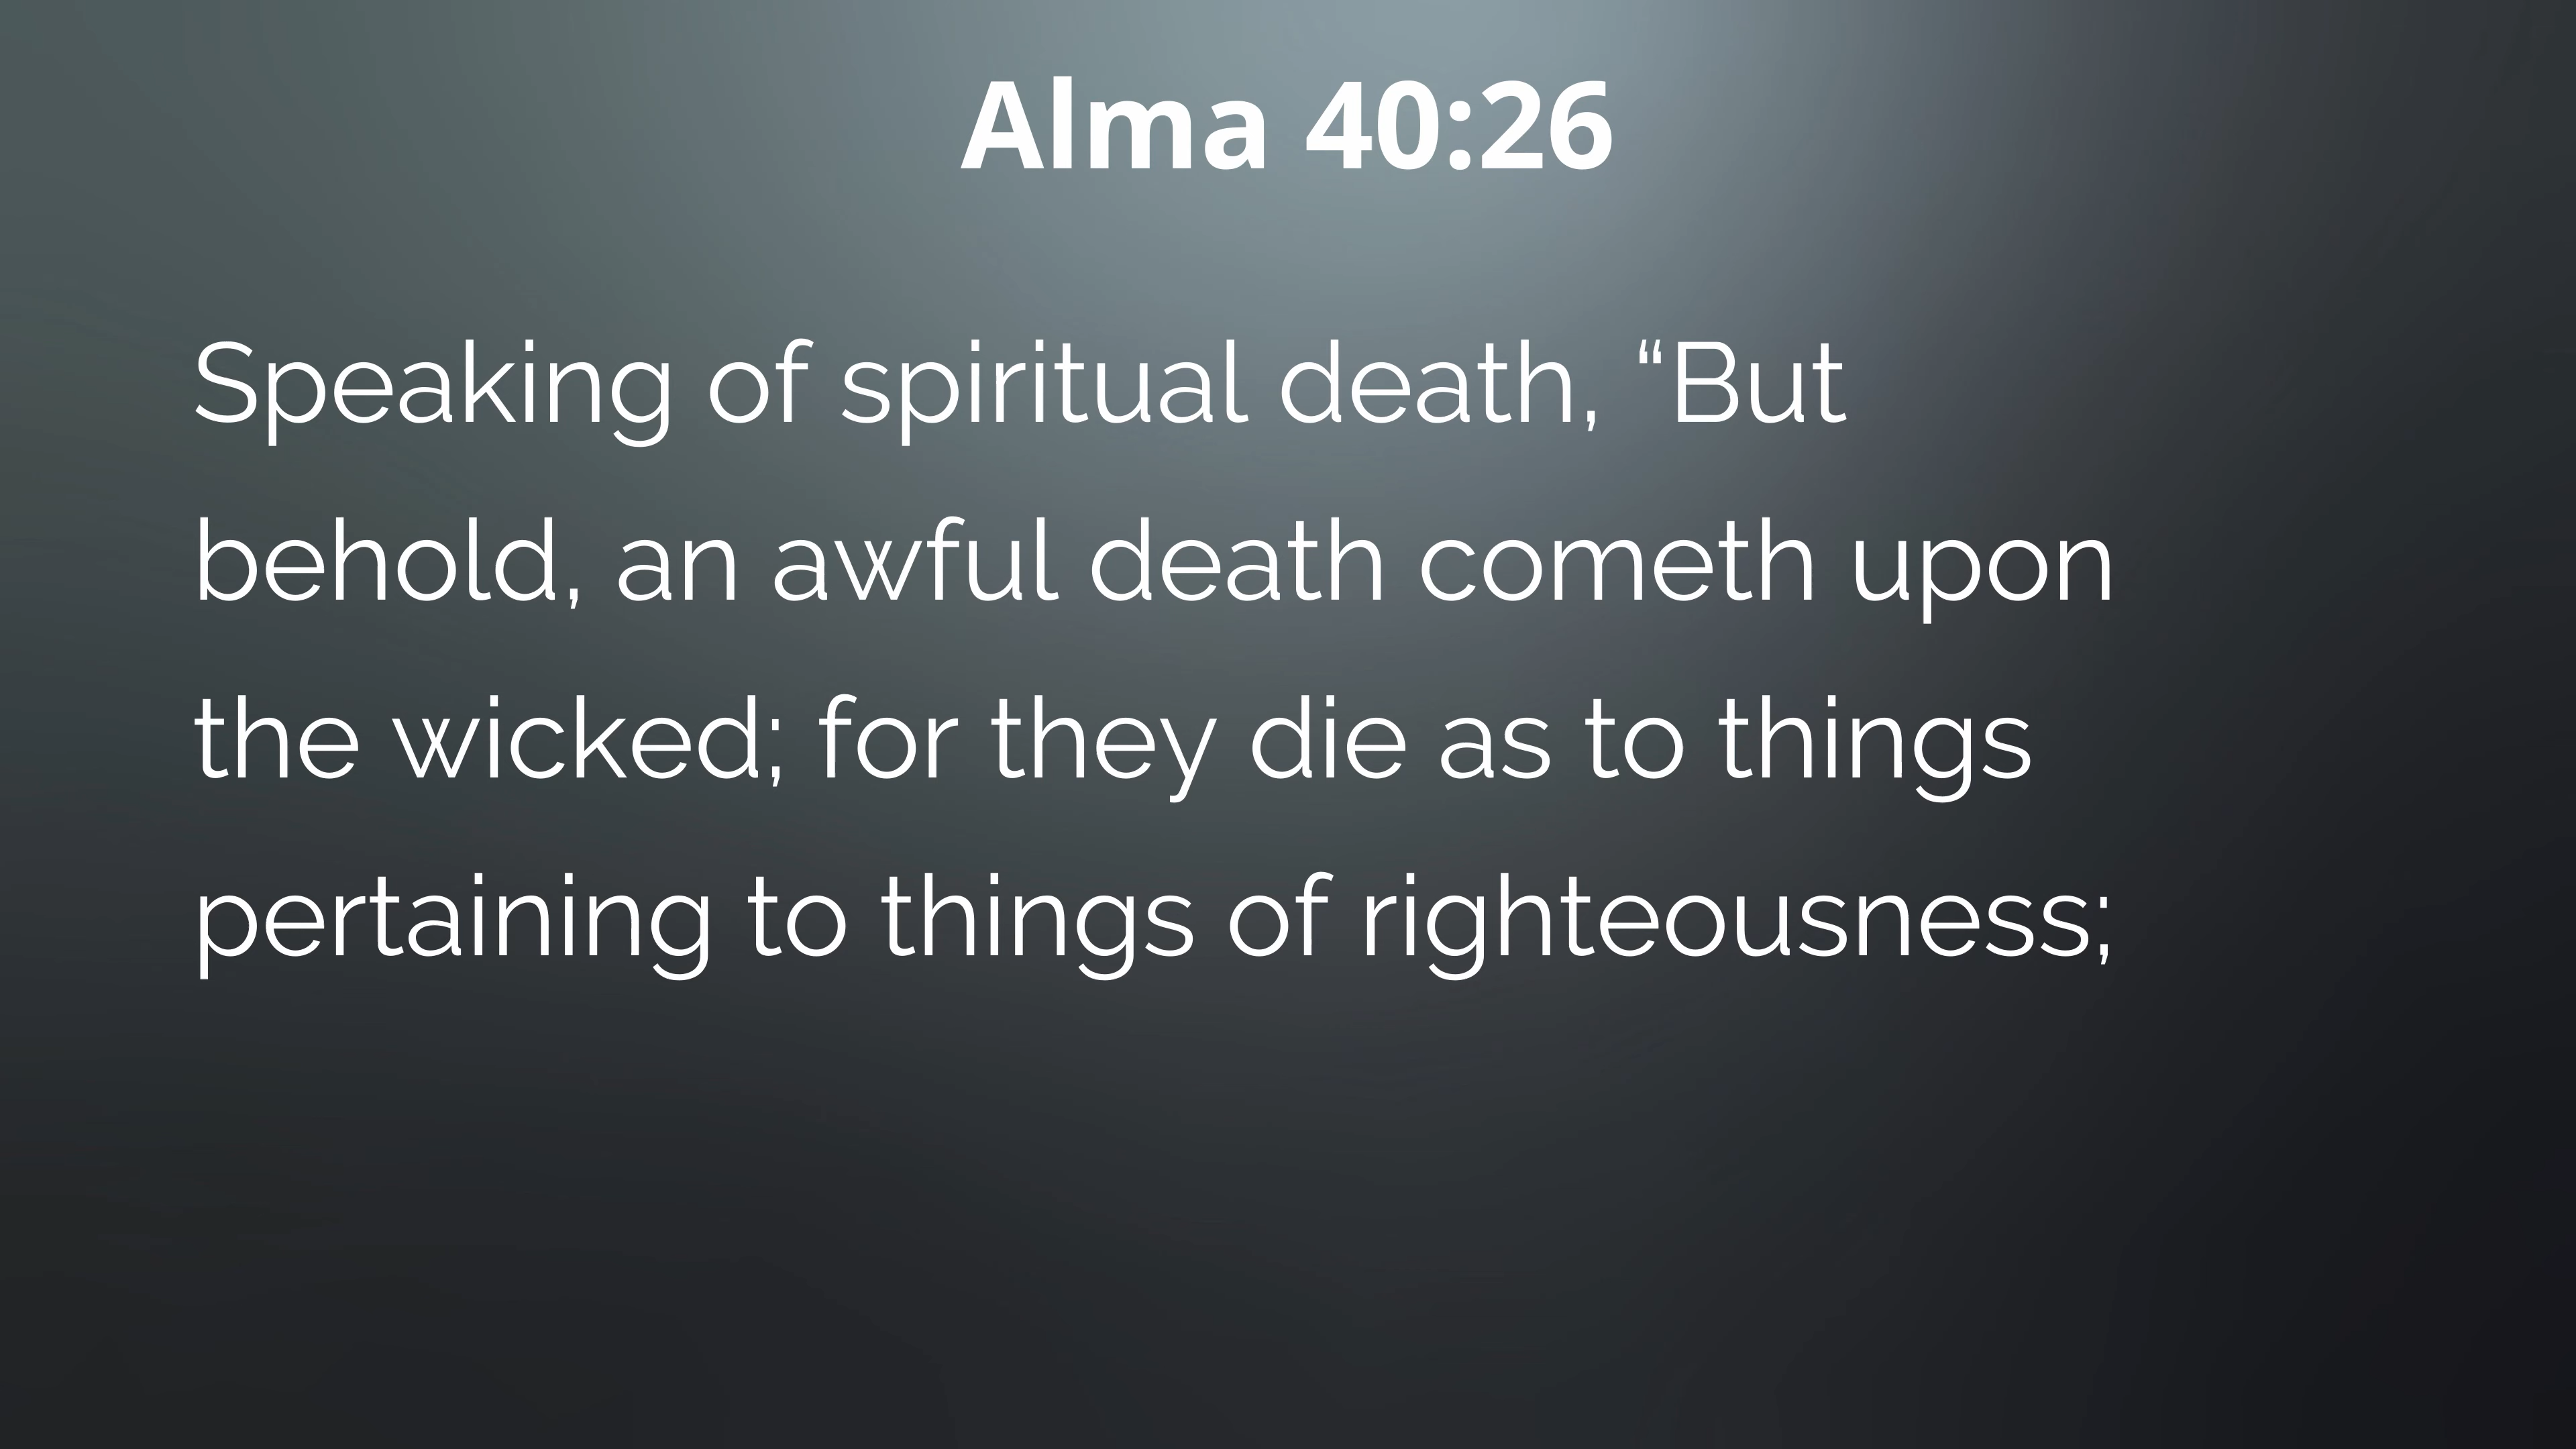 Alma 40:26
Speaking of spiritual death, “But
behold, an awful death cometh upon
the wicked; for they die as to things
pertaining to things of righteousness;